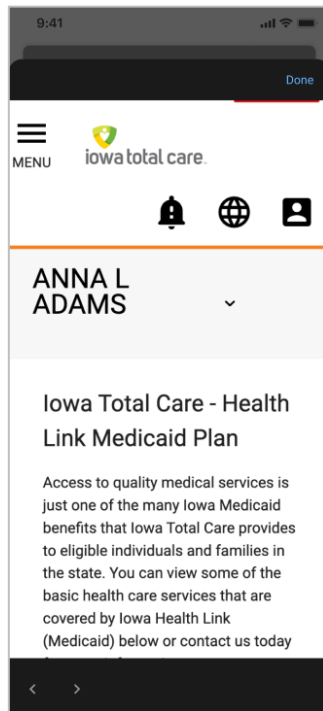 9:41
Done
MENU
iowa total care™
ANNA L
ADAMS
Iowa Total Care - Health
Link Medicaid Plan
Access to quality medical services is
just one of the many Iowa Medicaid
benefits that Iowa Total Care provides
to eligible individuals and families in
the state. You can view some of the
basic health care services that are
covered by Iowa Health Link
(Medicaid) below or contact us today